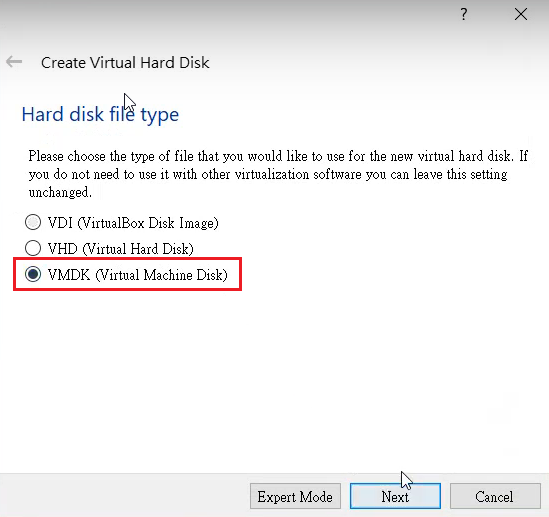 ?
Create Virtual Hard Disk
Hard disk file type
Please choose the type of file that you would like to use for the new virtual hard disk. If
you do not need to use it with other virtualization software you can leave this setting
unchanged.
VDI (VirtualBox Disk Image)
VHD (Virtual Hard Disk)
VMDK (Virtual Machine Disk)
Expert Mode Next Cancel